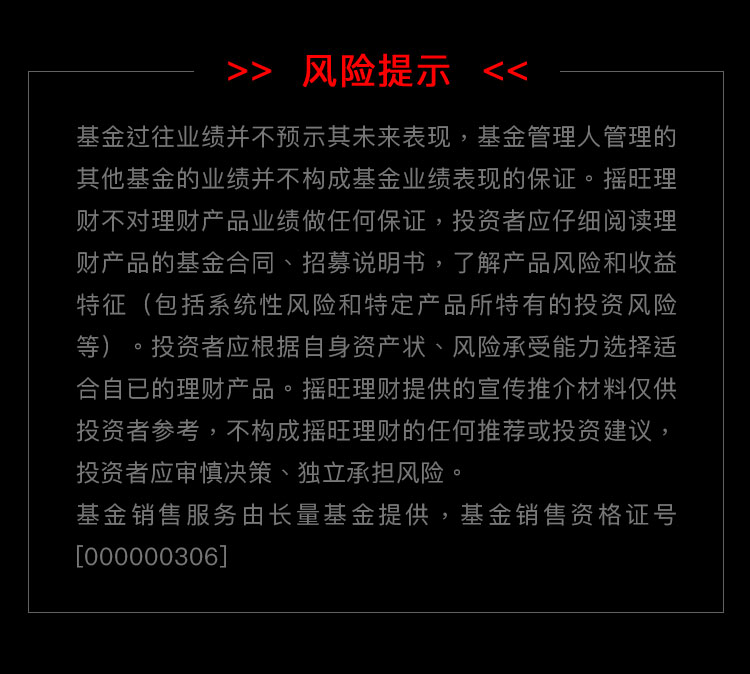 >> 风险提示 <<
基金过往业绩并不预示其未来表现，基金管理人管理的
其他基金的业绩并不构成基金业绩表现的保证。摇旺理
财不对理财产品业绩做任何保证，投资者应仔细阅读理
财产品的基金合同、招募说明书，了解产品风险和收益
特征（包括系统性风险和特定产品所特有的投资风险
等）。投资者应根据自身资产状、风险承受能力选择适
合自已的理财产品。摇旺理财提供的宣传推介材料仅供
投资者参考，不构成摇旺理财的任何推荐或投资建议，
投资者应审慎决策、独立承担风险。
基金销售服务由长量基金提供，基金销售资格证号
[000000306]